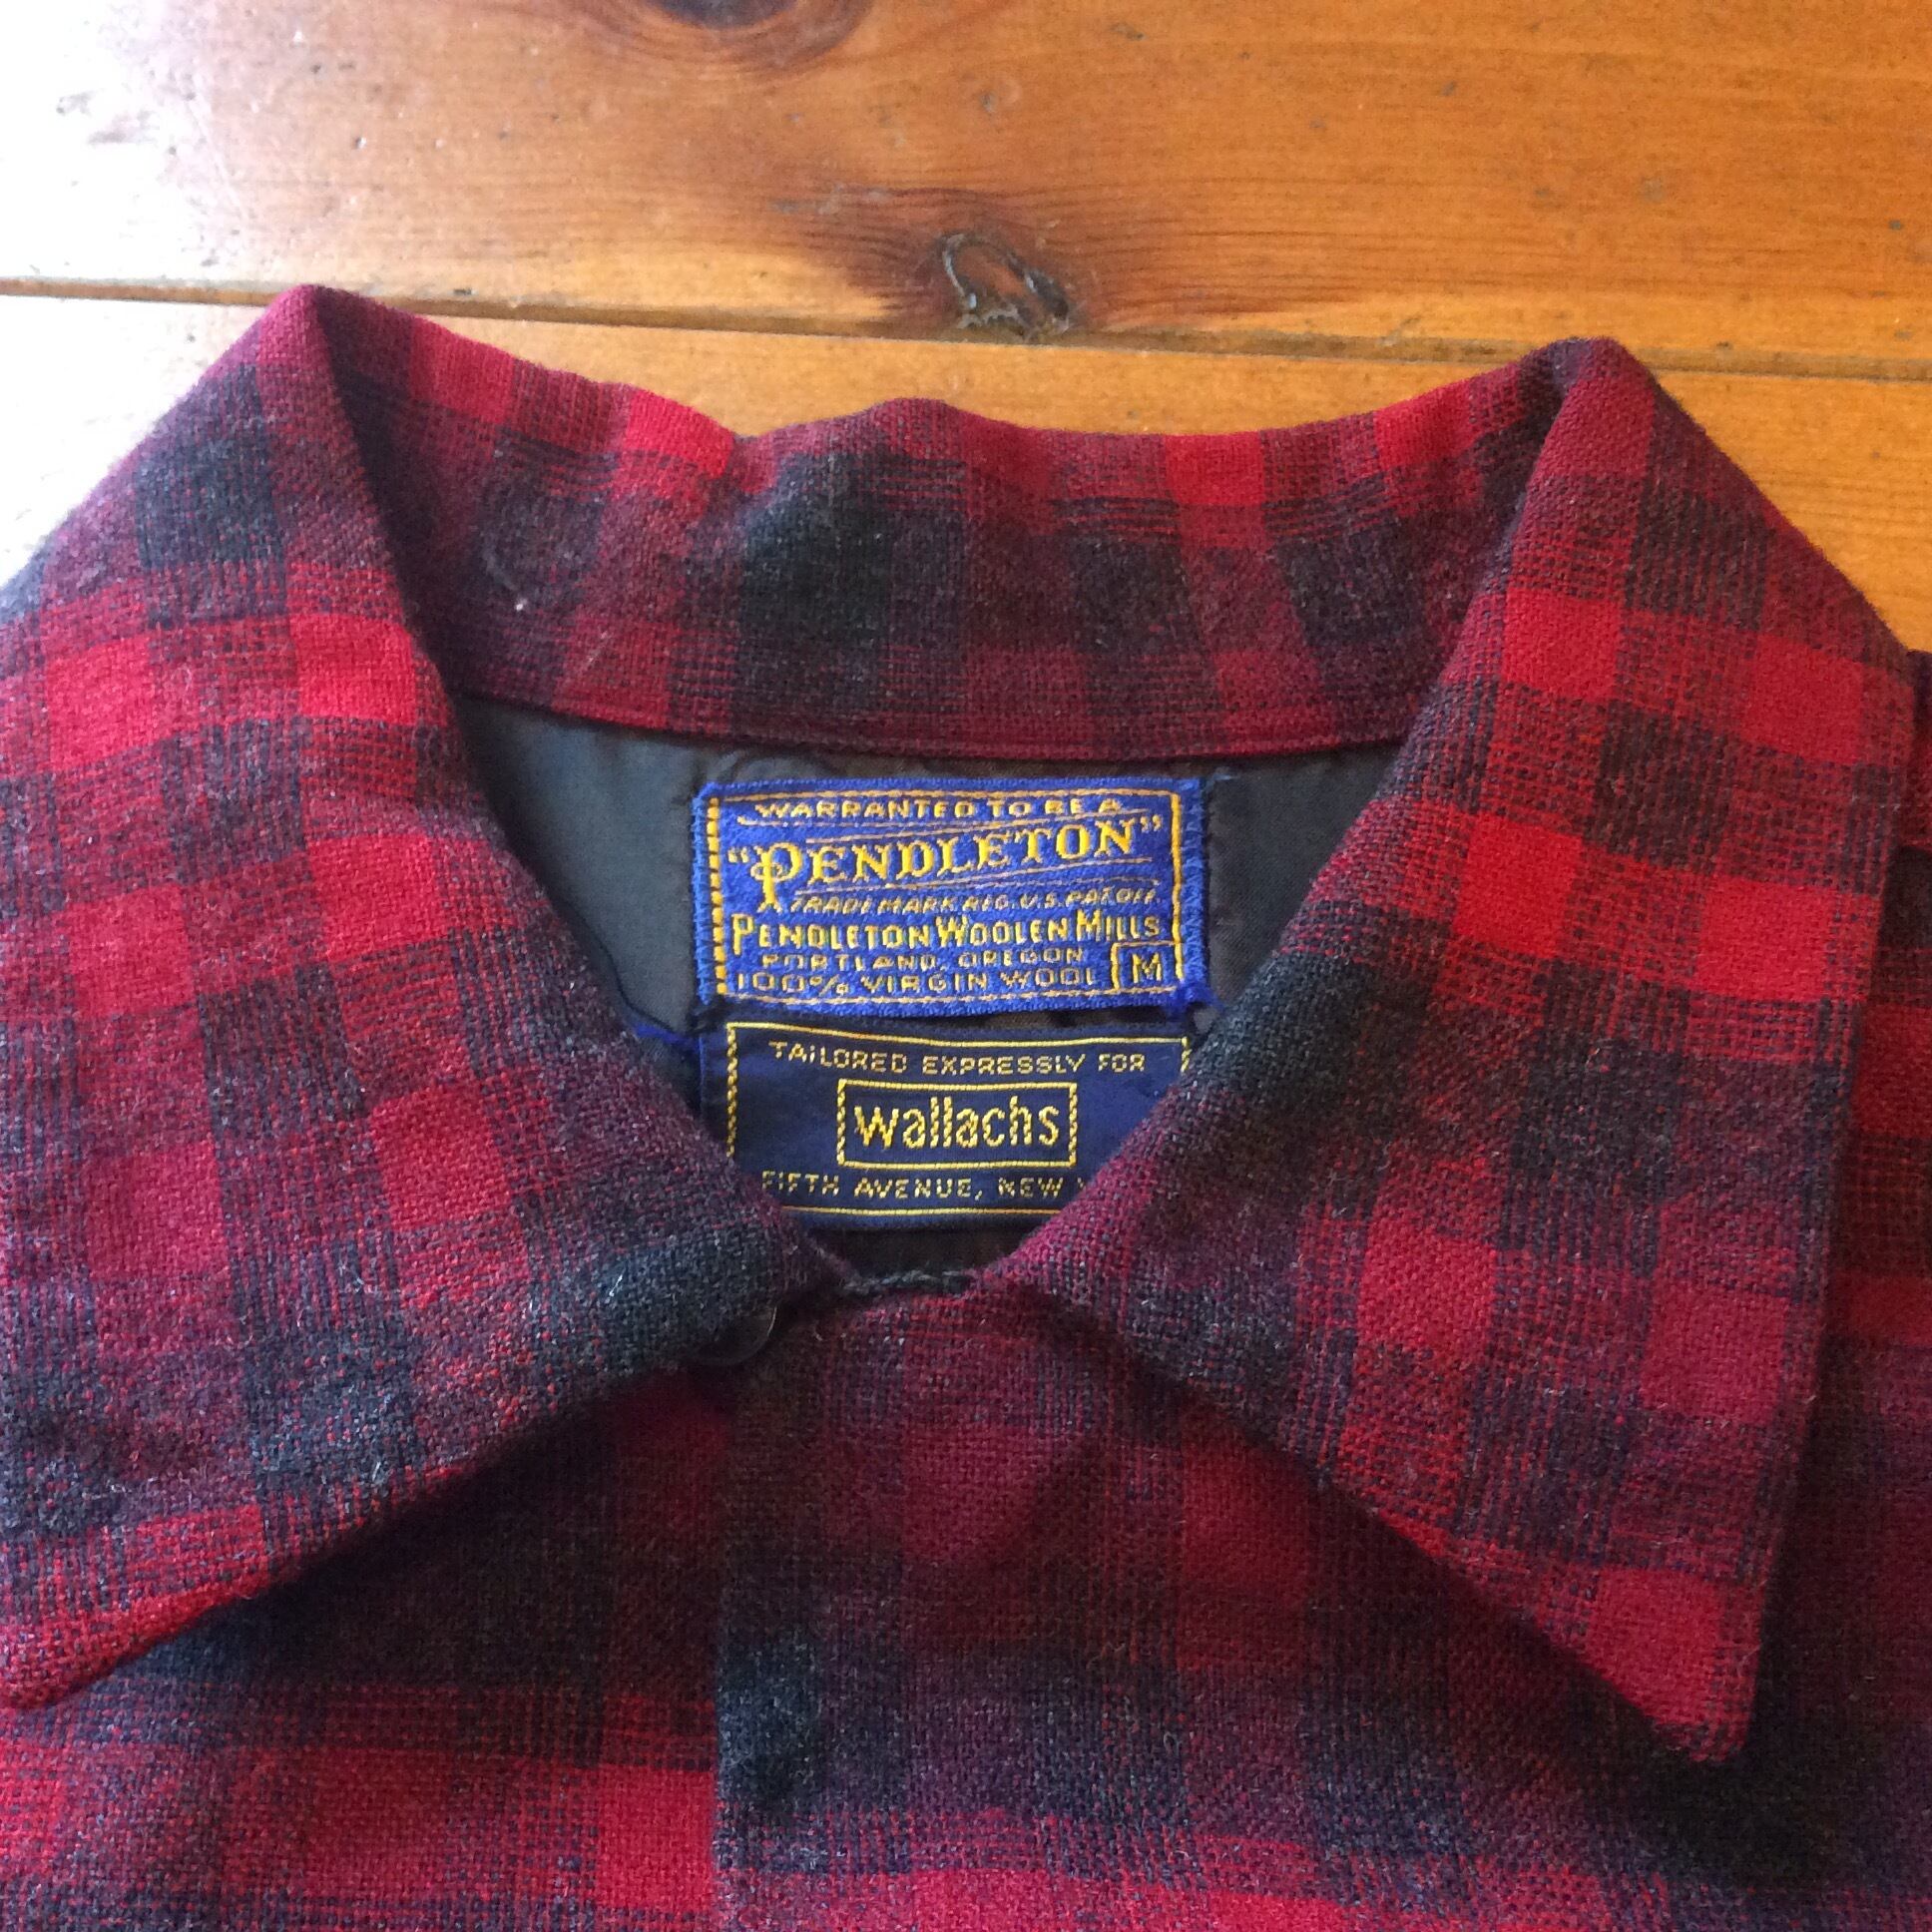 WARRANTED TO BE A
"PENDLETON"
TRADE MARK REG. U.S. PAT. OFF.
PENDLETON WOOLEN MILLS
PORTLAND, OREGON
100% VIRGIN WOOL M
TAILORED EXPRESSLY FOR
wallachs
FIFTH AVENUE, NEW